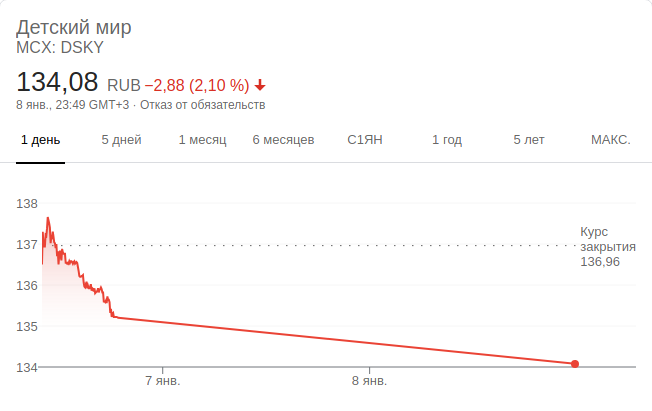 Детский мир
MCX: DSKY
134,08 RUB −2,88 (2,10 %)
8 янв., 23:49 GMT+3 · Отказ от обязательств
1 день 5 дней 1 месяц 6 месяцев С1ЯН 1 год 5 лет МАКС.
138
137
136
135
134
Курс
закрытия
136,96
7 янв. 8 янв.